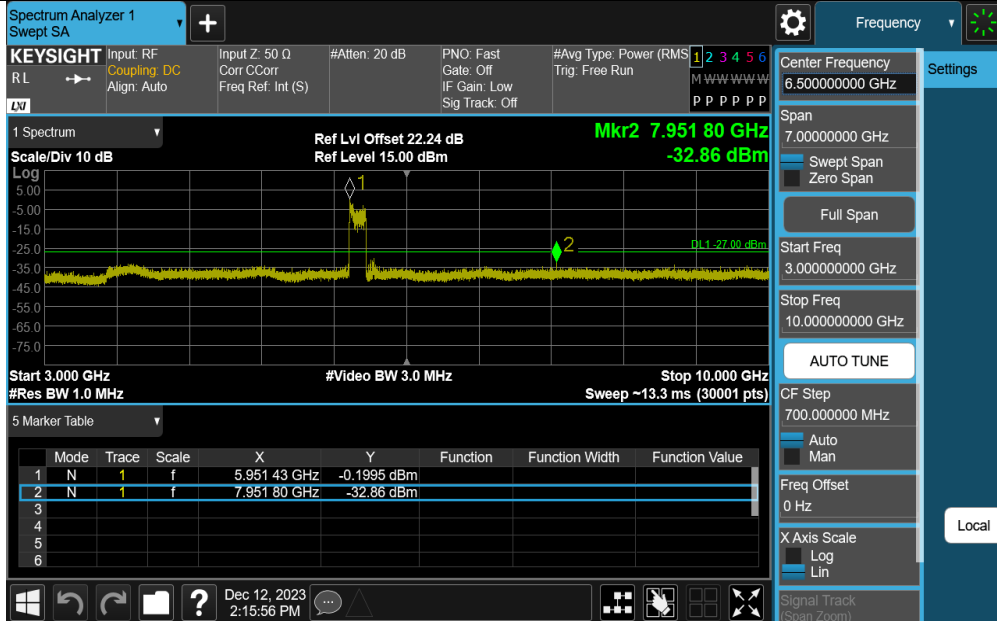 Spectrum Analyzer 1
Swept SA
+
Frequency
KEYSIGHT
RL
LXI
Input: RF
Coupling: DC
Align: Auto
Input Z: 50 Ω
Corr CCorr
Freq Ref: Int (S)
#Atten: 20 dB
PNO: Fast
Gate: Off
IF Gain: Low
Sig Track: Off
#Avg Type: Power (RMS
Trig: Free Run
1 2 3 4 5 6
M W W W W W
P P P P P P
1 Spectrum
Scale/Div 10 dB
Log
Ref Lvl Offset 22.24 dB
Ref Level 15.00 dBm
Mkr2 7.951 80 GHz
-32.86 dBm
5.00
-5.00
-15.0
-25.0
-35.0
-45.0
-55.0
-65.0
-75.0
1
2
DL1 -27.00 dBm
Start 3.000 GHz
#Video BW 3.0 MHz
Stop 10.000 GHz
#Res BW 1.0 MHz
Sweep ~13.3 ms (30001 pts)
5 Marker Table
Mode Trace Scale X Y Function Function Width Function Value
1 N 1 f 5.951 43 GHz -0.1995 dBm
2 N 1 f 7.951 80 GHz -32.86 dBm
3
4
5
6
?
Dec 12, 2023
2:15:56 PM
Center Frequency
6.500000000 GHz
Settings
Span
7.00000000 GHz
Swept Span
Zero Span
Full Span
Start Freq
3.000000000 GHz
Stop Freq
10.000000000 GHz
AUTO TUNE
CF Step
700.000000 MHz
Auto
Man
Freq Offset
0 Hz
Local
X Axis Scale
Log
Lin
Signal Track
(Span Zoom)